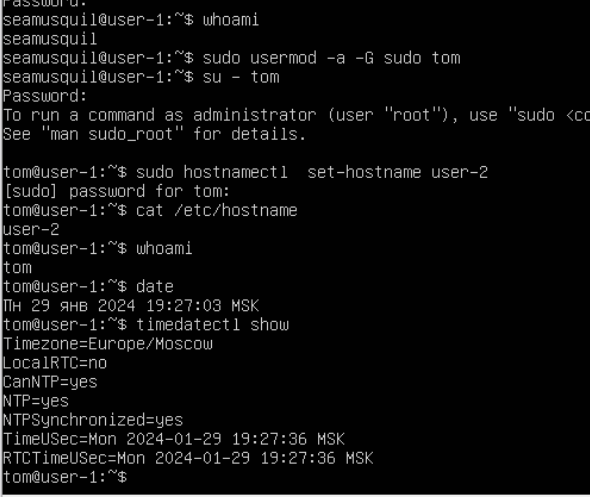 Password:
seamusquil@user-1:~$ whoami
seamusquil
seamusquil@user-1:~$ sudo usermod -a -G sudo tom
seamusquil@user-1:~$ su - tom
Password:
To run a command as administrator (user "root"), use "sudo <co
See "man sudo_root" for details.
tom@user-1:~$ sudo hostnamectl  set-hostname user-2
[sudo] password for tom:
tom@user-1:~$ cat /etc/hostname
user-2
tom@user-1:~$ whoami
tom
tom@user-1:~$ date
Пн 29 янв 2024 19:27:03 MSK
tom@user-1:~$ timedatectl show
Timezone=Europe/Moscow
LocalRTC=no
CanNTP=yes
NTP=yes
NTPSynchronized=yes
TimeUSec=Mon 2024-01-29 19:27:36 MSK
RTCTimeUSec=Mon 2024-01-29 19:27:36 MSK
tom@user-1:~$